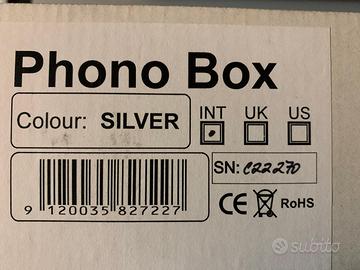 Phono Box
Colour: SILVER
INT UK US
SN: C22270
9 120035 827227
CE RoHS
subito